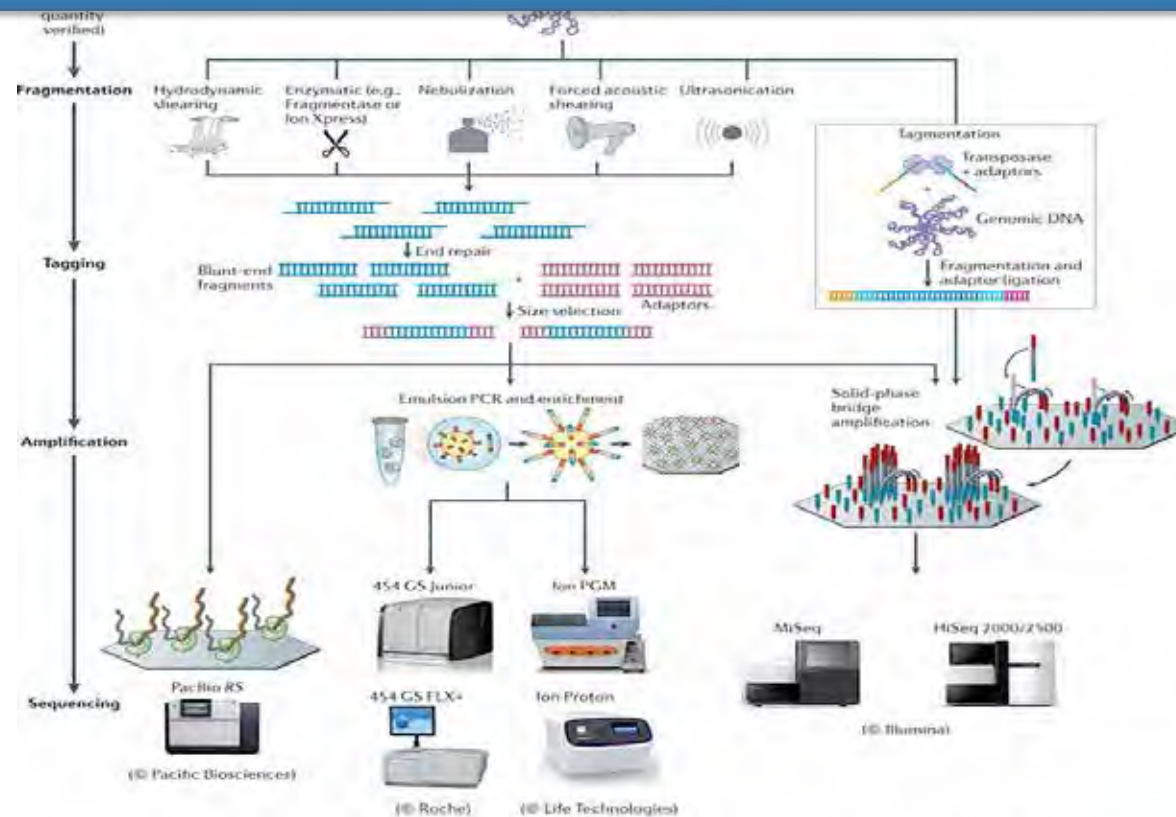 quantity
verified)
Fragmentation
Hydrodynamic
shearing
Enzymatic (e.g.,
Fragmentase or
Ion Xpress)
Nebulization
Forced acoustic
shearing
Ultrasonication
Tagmentation
Transposase
+ adaptors
+
Genomic DNA
Fragmentation and
adaptor ligation
Tagging
End repair
Blunt-end
fragments
+
Adaptors
Size selection
Amplification
Emulsion PCR and enrichment
Solid-phase
bridge
amplification
Sequencing
PacBio RS
(© Pacific Biosciences)
454 GS Junior
454 GS FLX+
(© Roche)
Ion PGM
Ion Proton
(© Life Technologies)
MiSeq
HiSeq 2000/2500
(© Illumina)